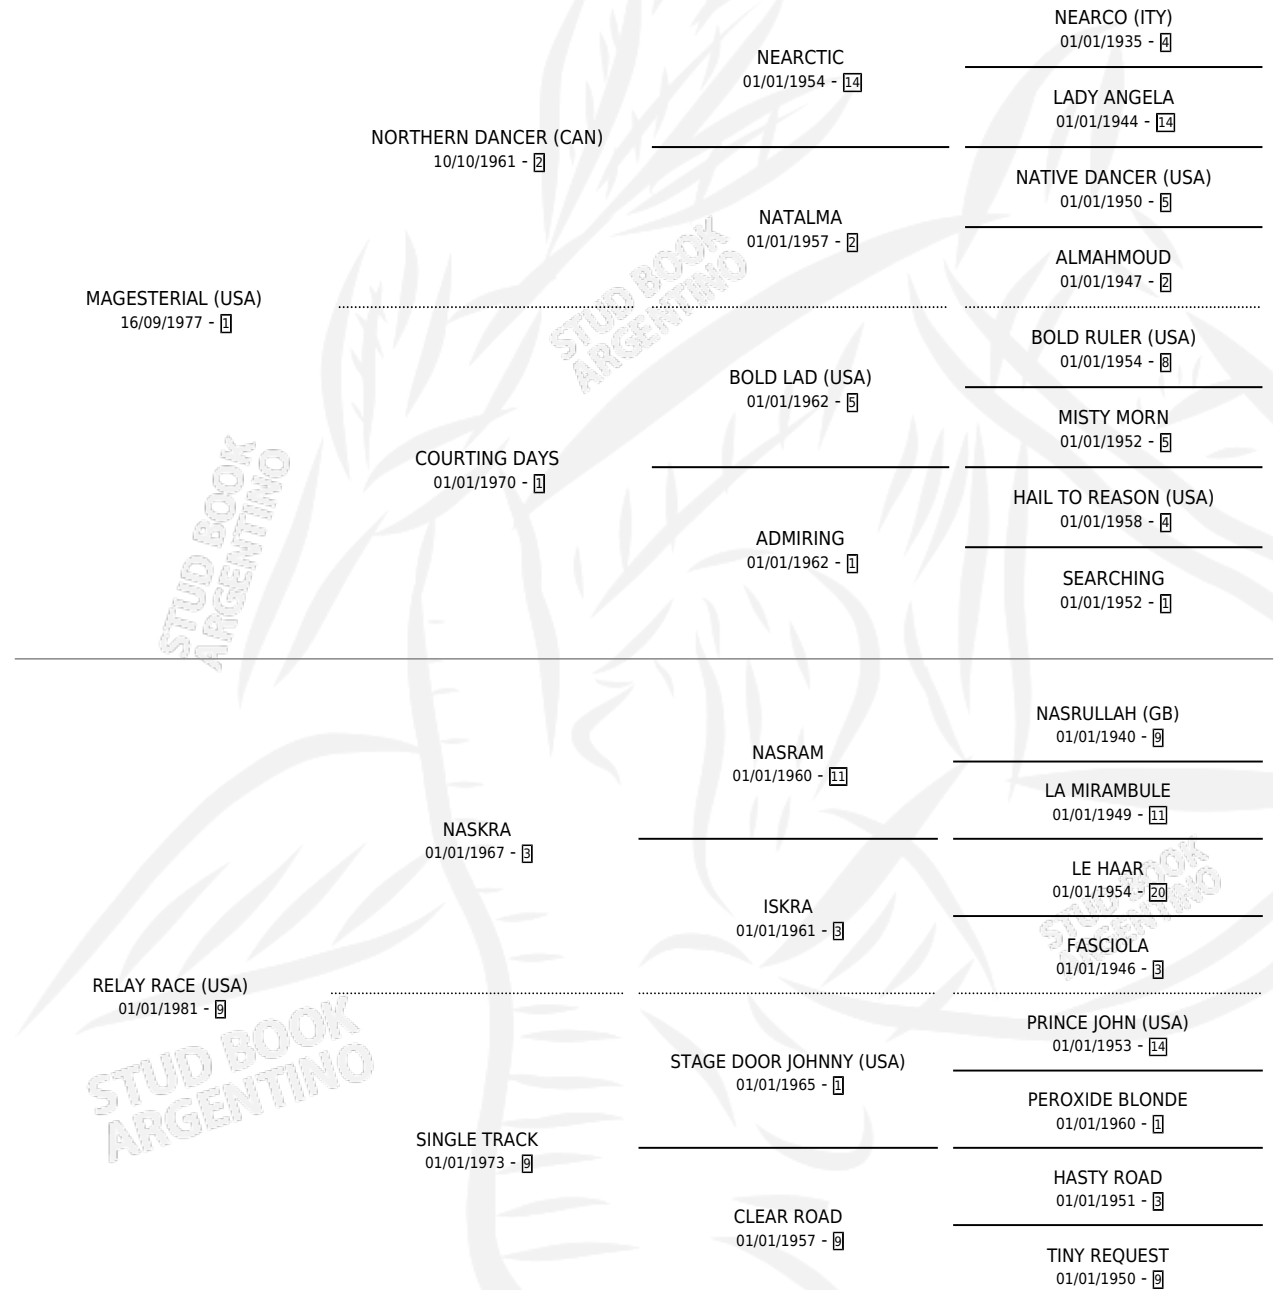 NEARCO (ITY)
01/01/1935 - 4
NEARCTIC
01/01/1954 - 14
LADY ANGELA
01/01/1944 - 14
NORTHERN DANCER (CAN)
10/10/1961 - 2
NATIVE DANCER (USA)
01/01/1950 - 5
NATALMA
01/01/1957 - 2
ALMAHMOUD
01/01/1947 - 2
MAGESTERIAL (USA)
16/09/1977 - 1
BOLD RULER (USA)
01/01/1954 - 8
BOLD LAD (USA)
01/01/1962 - 5
MISTY MORN
01/01/1952 - 5
COURTING DAYS
01/01/1970 - 1
HAIL TO REASON (USA)
01/01/1958 - 4
ADMIRING
01/01/1962 - 1
SEARCHING
01/01/1952 - 1
NASRULLAH (GB)
01/01/1940 - 9
NASRAM
01/01/1960 - 11
LA MIRAMBULE
01/01/1949 - 11
NASKRA
01/01/1967 - 3
LE HAAR
01/01/1954 - 20
ISKRA
01/01/1961 - 3
FASCIOLA
01/01/1946 - 3
RELAY RACE (USA)
01/01/1981 - 9
PRINCE JOHN (USA)
01/01/1953 - 14
STAGE DOOR JOHNNY (USA)
01/01/1965 - 1
PEROXIDE BLONDE
01/01/1960 - 1
SINGLE TRACK
01/01/1973 - 9
HASTY ROAD
01/01/1951 - 3
CLEAR ROAD
01/01/1957 - 9
TINY REQUEST
01/01/1950 - 9
STUD BOOK
ARGENTINO
STUD BOOK
ARGENTINO
STUD BOOK
ARGENTINO
STUD BOOK
ARGENTINO